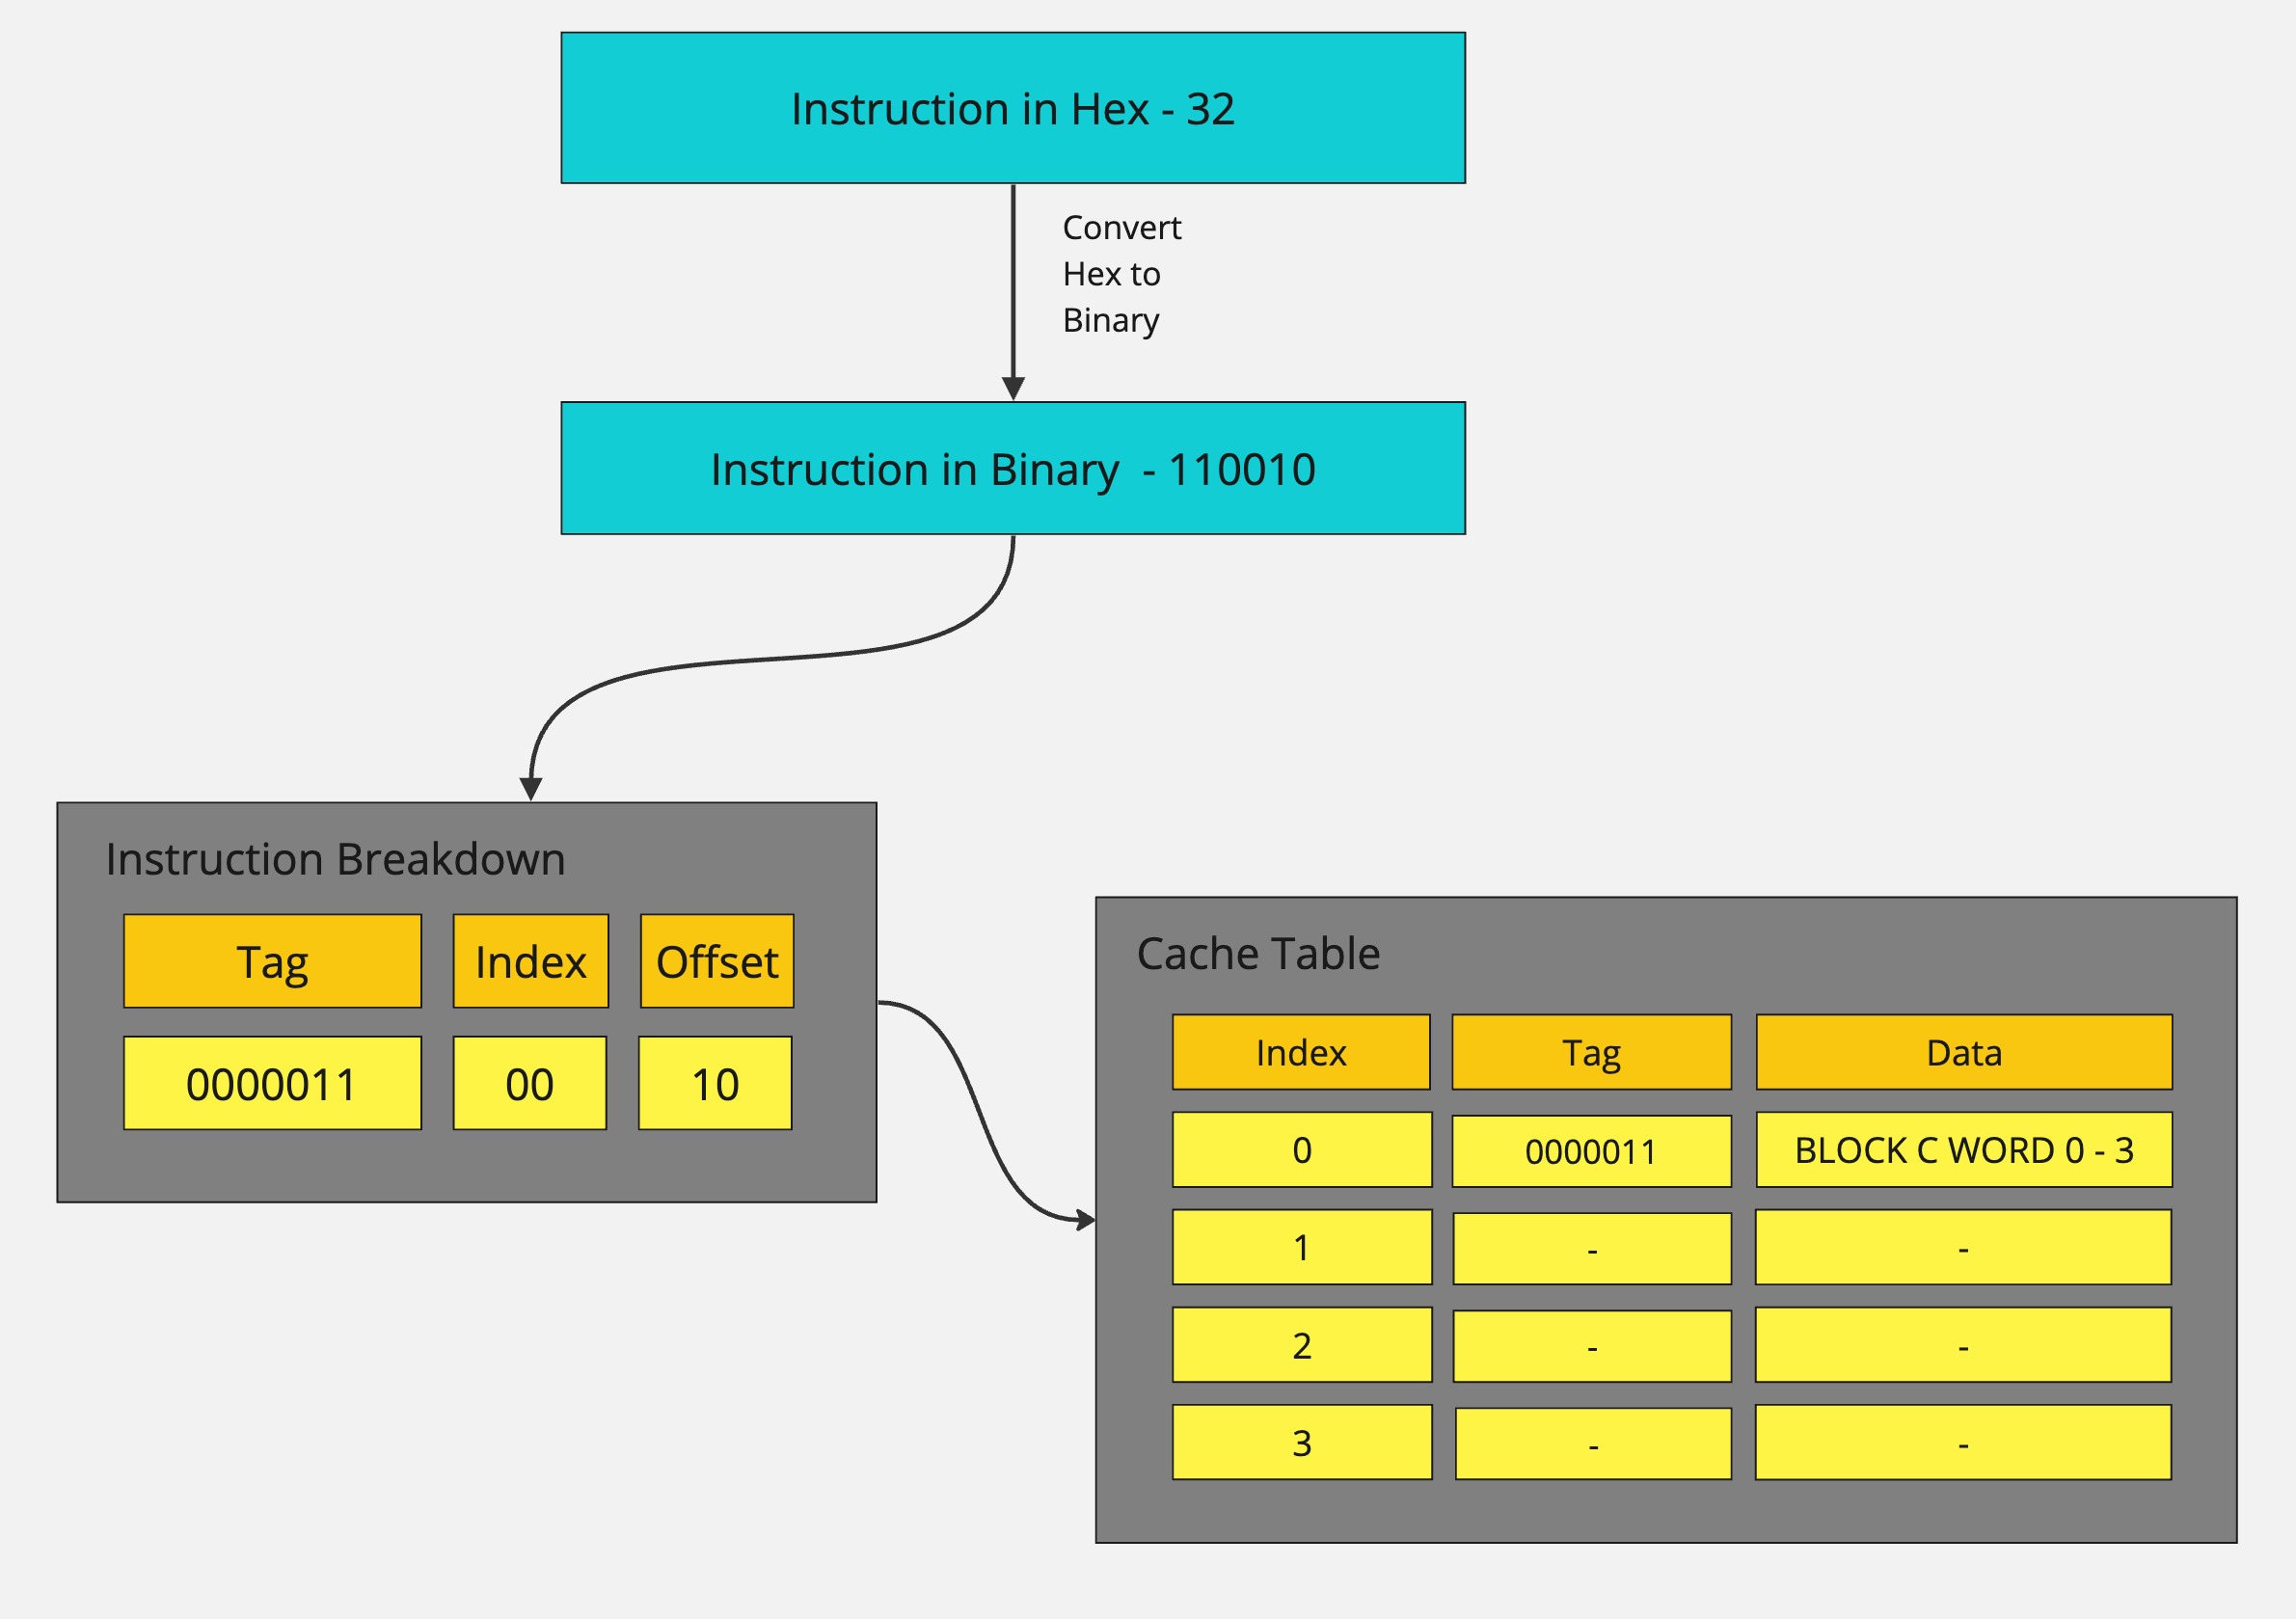 Instruction in Hex - 32
Convert
Hex to
Binary
Instruction in Binary  - 110010
Instruction Breakdown
Tag Index Offset
0000011 00 10
Cache Table
Index Tag Data
0 0000011 BLOCK C WORD 0 - 3
1 - -
2 - -
3 - -